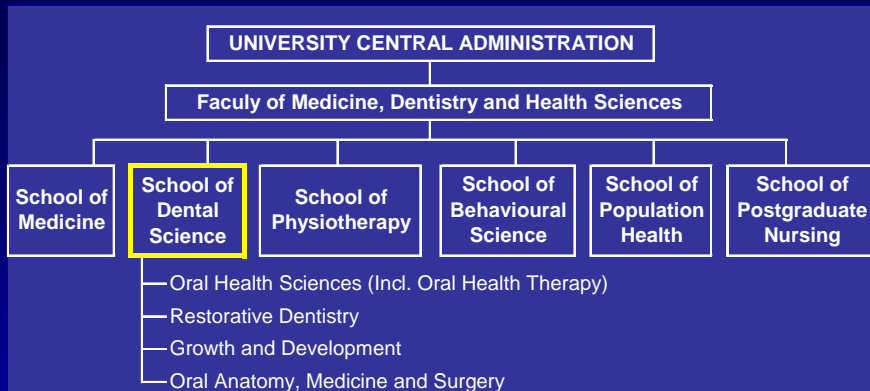 UNIVERSITY CENTRAL ADMINISTRATION
Faculy of Medicine, Dentistry and Health Sciences
School of
Medicine
School of
Dental
Science
School of
Physiotherapy
School of
Behavioural
Science
School of
Population
Health
School of
Postgraduate
Nursing
Oral Health Sciences (Incl. Oral Health Therapy)
Restorative Dentistry
Growth and Development
Oral Anatomy, Medicine and Surgery